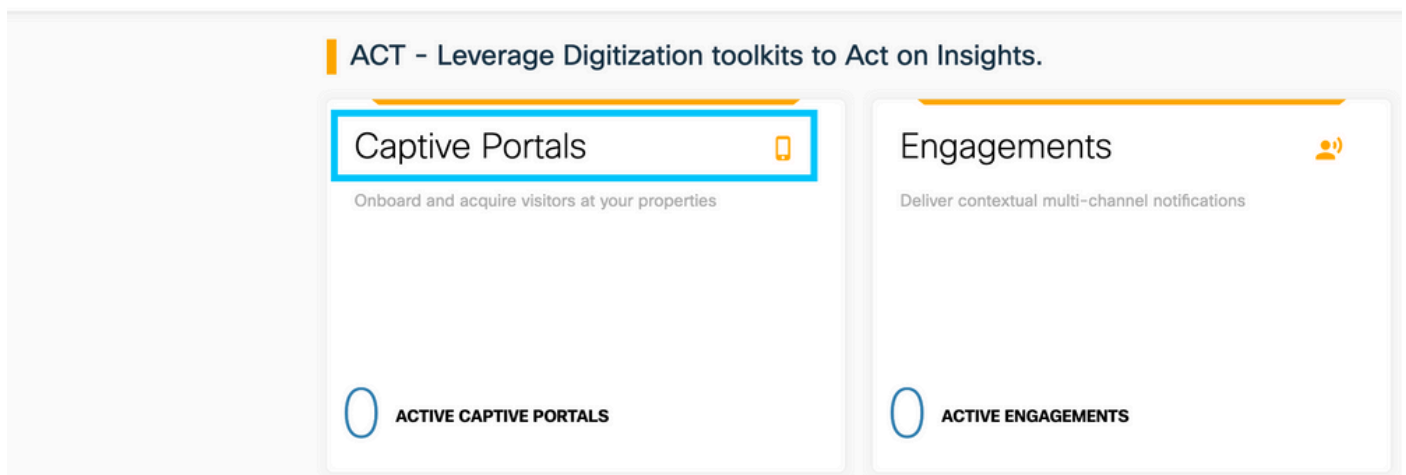 ACT - Leverage Digitization toolkits to Act on Insights.
Captive Portals
Onboard and acquire visitors at your properties
0 ACTIVE CAPTIVE PORTALS
Engagements
Deliver contextual multi-channel notifications
0 ACTIVE ENGAGEMENTS